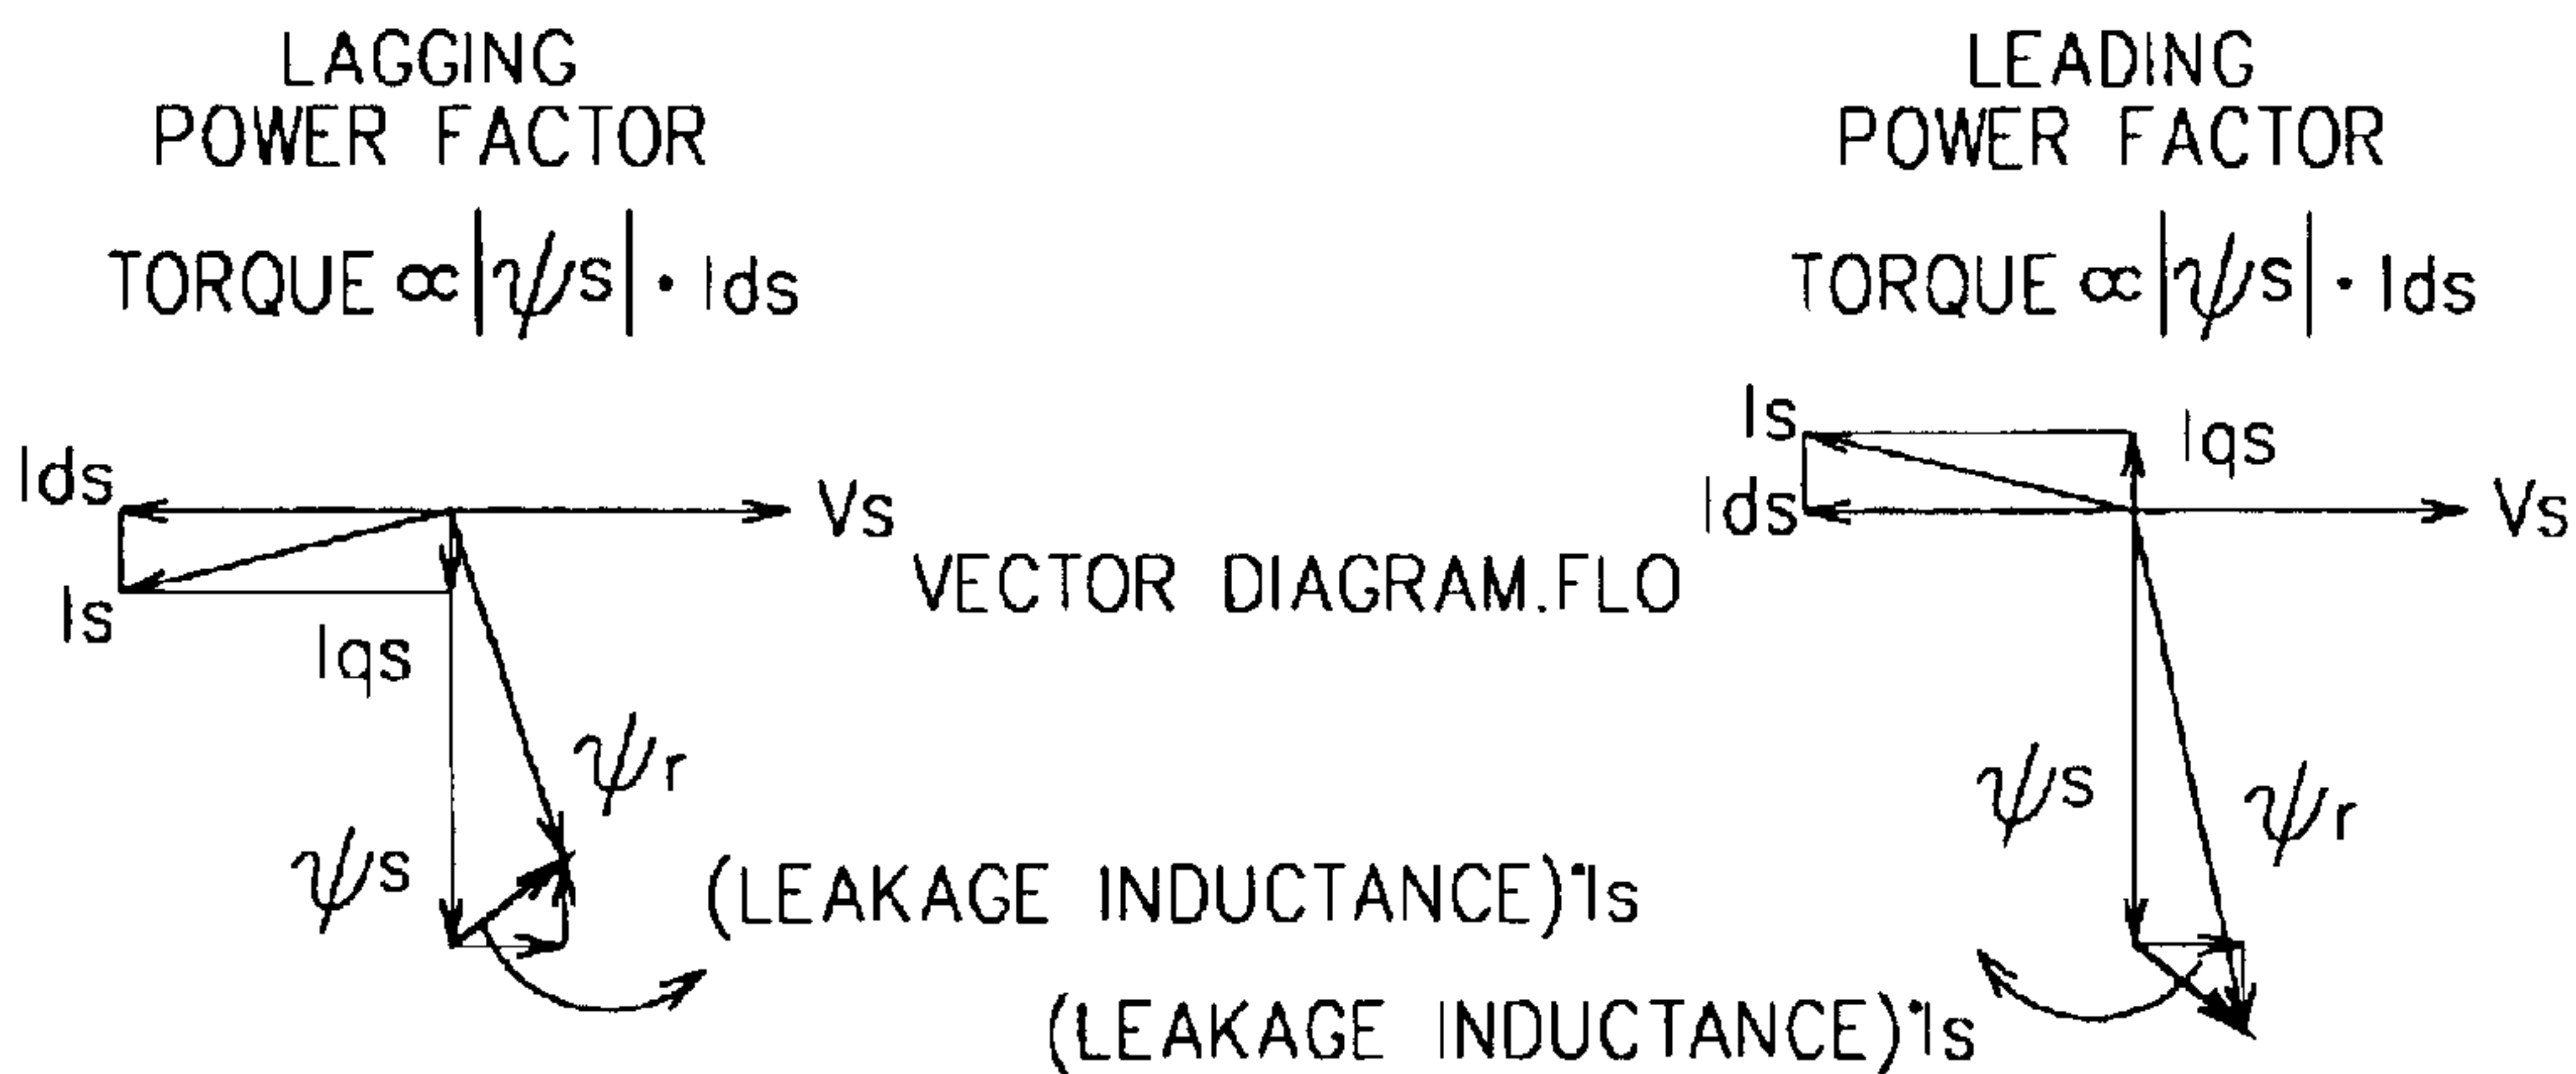 LAGGING
POWER FACTOR
TORQUE ∝ |ψs| · Ids
Ids
Is
Iqs
Vs
ψr
ψs
(LEAKAGE INDUCTANCE)*Is
VECTOR DIAGRAM.FLO
LEADING
POWER FACTOR
TORQUE ∝ |ψs| · Ids
Is
Iqs
Ids
Vs
ψs
ψr
(LEAKAGE INDUCTANCE)*Is